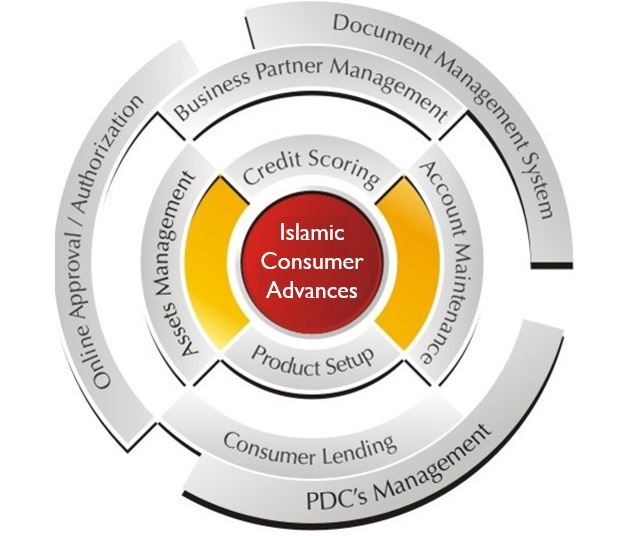 Document Management System
Business Partner Management
Online Approval / Authorization
Credit Scoring
Assets Management
Account Maintenance
Islamic
Consumer
Advances
Product Setup
Consumer Lending
PDC's Management